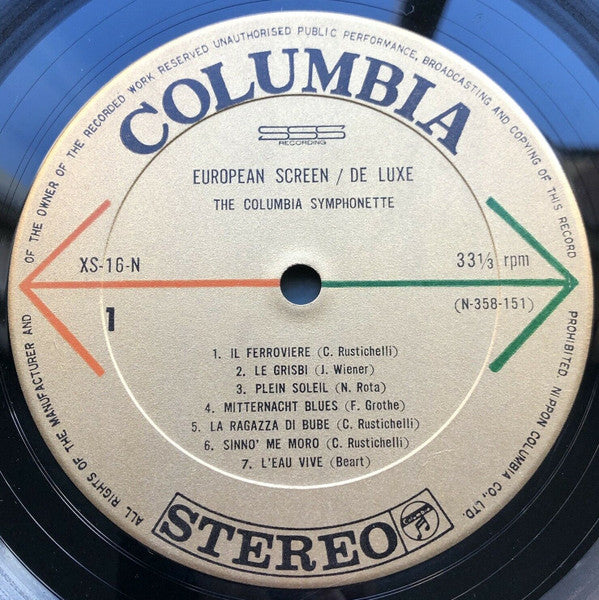 ALL RIGHTS OF THE MANUFACTURER AND OF THE OWNER OF THE RECORDED WORK RESERVED UNAUTHORISED PUBLIC PERFORMANCE, BROADCASTING AND COPYING OF THIS RECORD PROHIBITED. NIPPON COLUMBIA CO., LTD.
COLUMBIA
SSS
RECORDING
EUROPEAN SCREEN / DE LUXE
THE COLUMBIA SYMPHONETTE
XS-16-N
33 1/3 rpm
1
(N-358-151)
1. IL FERROVIERE (C. Rustichelli)
2. LE GRISBI (J. Wiener)
3. PLEIN SOLEIL (N. Rota)
4. MITTERNACHT BLUES (F. Grothe)
5. LA RAGAZZA DI BUBE (C. Rustichelli)
6. SINNO' ME MORO (C. Rustichelli)
7. L'EAU VIVE (Beart)
STEREO